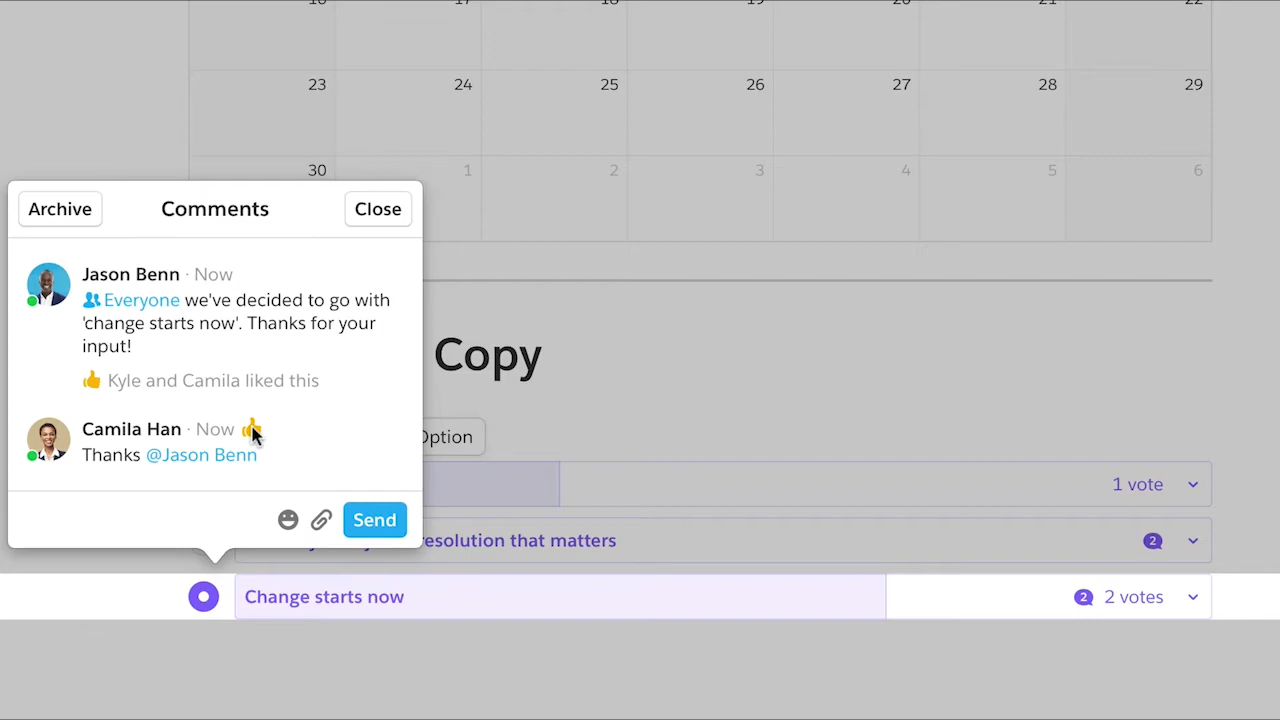 16 17 18 19 20 21 22
23 24 25 26 27 28 29
30 1 2 3 4 5 6
Archive Comments Close
Jason Benn · Now
Everyone we've decided to go with
'change starts now'. Thanks for your
input!
Kyle and Camila liked this
Camila Han · Now
Thanks @Jason Benn
Send
Copy
Option
1 vote
resolution that matters 2
Change starts now 2 2 votes